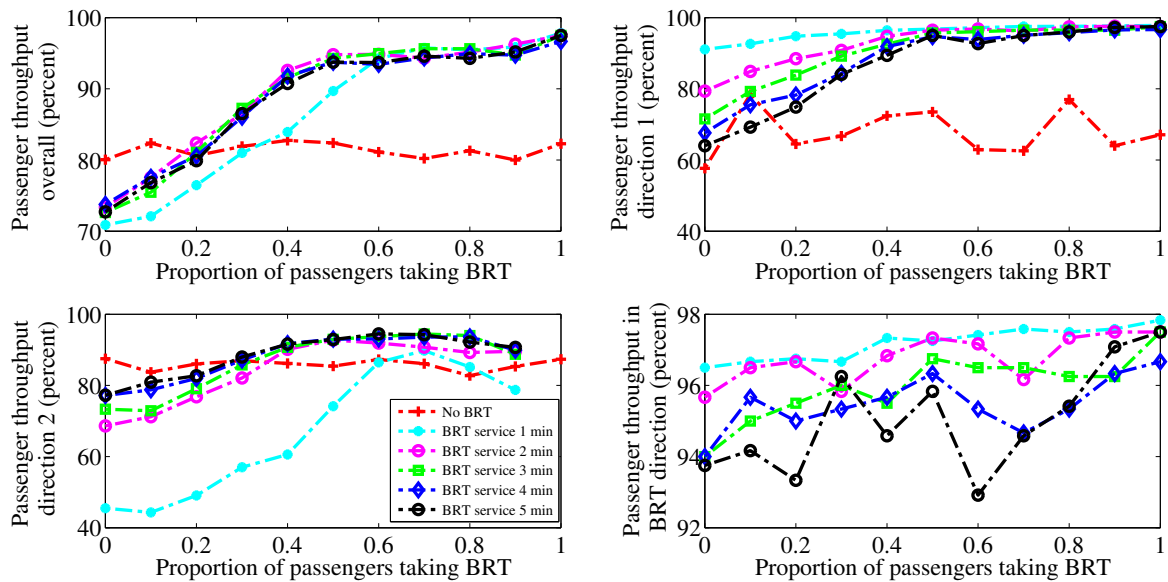 Passenger throughput
overall (percent)
100
90
80
70
0
0.2
0.4
0.6
0.8
1
Proportion of passengers taking BRT
Passenger throughput
direction 1 (percent)
100
80
60
40
0
0.2
0.4
0.6
0.8
1
Proportion of passengers taking BRT
Passenger throughput
direction 2 (percent)
100
80
60
40
0
0.2
0.4
0.6
0.8
1
Proportion of passengers taking BRT
No BRT
BRT service 1 min
BRT service 2 min
BRT service 3 min
BRT service 4 min
BRT service 5 min
Passenger throughput in
BRT direction (percent)
98
96
94
92
0
0.2
0.4
0.6
0.8
1
Proportion of passengers taking BRT